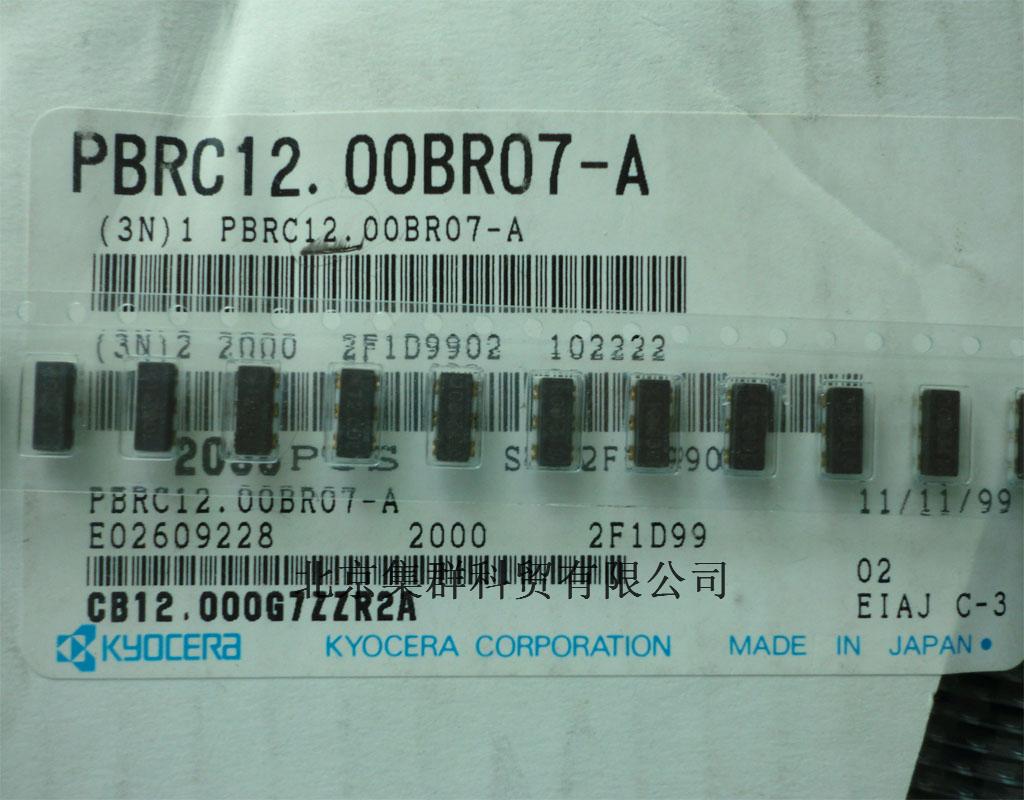 PBRC12.00BR07-A
(3N)1 PBRC12.00BR07-A
(3N)2 2000 2F1D9902 102222
PBRC12.00BR07-A 11/11/99
E02609228 2000 2F1D99
北京集群科贸有限公司 02
CB12.000G7ZZR2A EIAJ C-3
KYOCERA KYOCERA CORPORATION MADE IN JAPAN